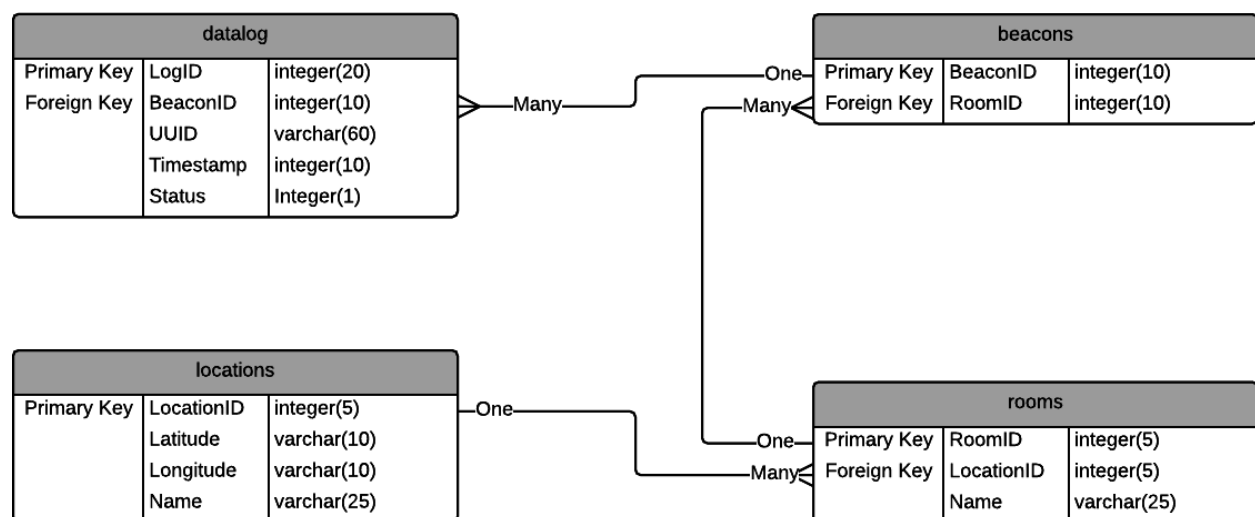 datalog
Primary Key LogID integer(20)
Foreign Key BeaconID integer(10)
UUID varchar(60)
Timestamp integer(10)
Status Integer(1)
Many
One
beacons
Primary Key BeaconID integer(10)
Foreign Key RoomID integer(10)
Many
locations
Primary Key LocationID integer(5)
Latitude varchar(10)
Longitude varchar(10)
Name varchar(25)
One
Many
One
rooms
Primary Key RoomID integer(5)
Foreign Key LocationID integer(5)
Name varchar(25)